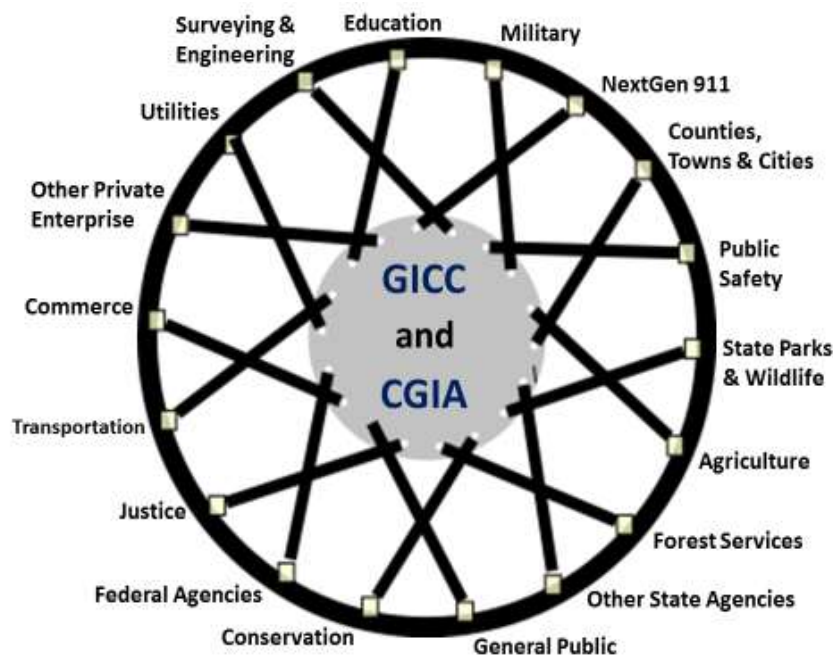 Surveying &
Engineering
Education
Military
NextGen 911
Counties,
Towns & Cities
Public
Safety
State Parks
& Wildlife
Agriculture
Forest Services
Other State Agencies
General Public
Conservation
Federal Agencies
Justice
Transportation
Commerce
Other Private
Enterprise
Utilities
GICC
and
CGIA